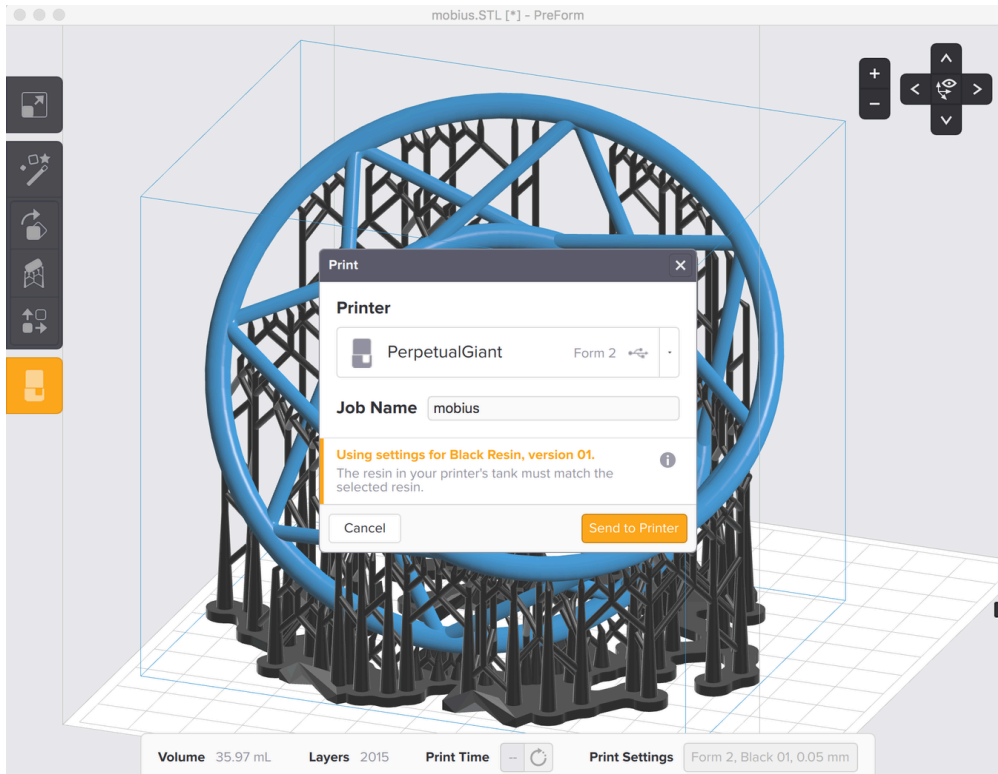 mobius.STL [*] - PreForm
+
−
Print
Printer
PerpetualGiant Form 2
Job Name mobius
Using settings for Black Resin, version 01.
The resin in your printer's tank must match the
selected resin.
Cancel Send to Printer
Volume 35.97 mL Layers 2015 Print Time -- Print Settings Form 2, Black 01, 0.05 mm